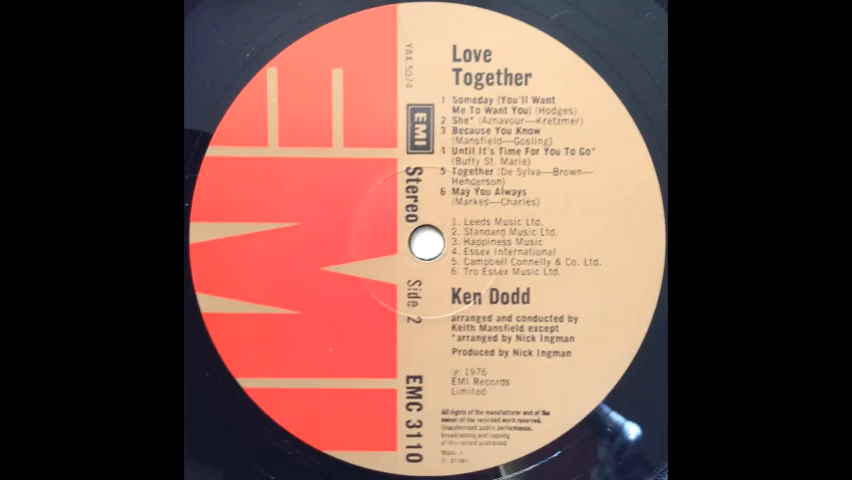 EMI
YAX 5074
EMI
Stereo
Side 2
EMC 3110
Love
Together
1 Someday (You'll Want
Me To Want You) (Hodges)
2 She* (Aznavour—Kretzmer)
3 Because You Know
(Mansfield—Gosling)
4 Until It's Time For You To Go*
(Buffy St. Marie)
5 Together (De Sylva—Brown—
Henderson)
6 May You Always
(Markes—Charles)
1. Leeds Music Ltd.
2. Standard Music Ltd.
3. Happiness Music
4. Essex International
5. Campbell Connelly & Co. Ltd.
6. Tro Essex Music Ltd.
Ken Dodd
arranged and conducted by
Keith Mansfield except
*arranged by Nick Ingman
Produced by Nick Ingman
℗ 1976
EMI Records
Limited
All rights of the manufacturer and of the
owner of the recorded work reserved.
Unauthorised public performance,
broadcasting and copying
of this record prohibited.